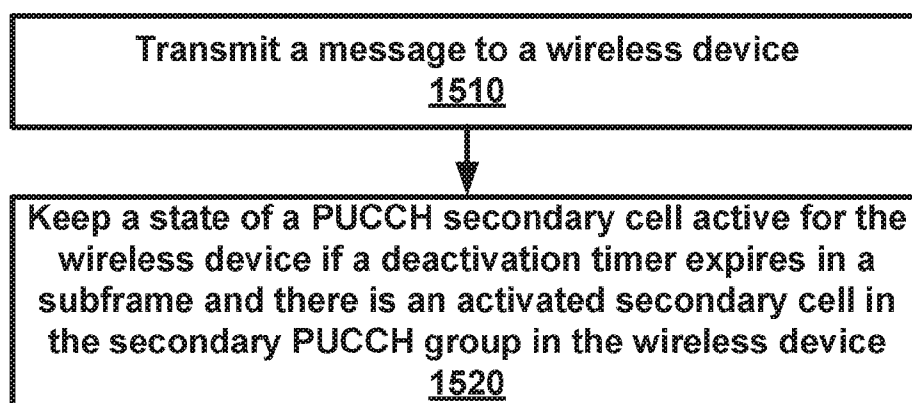 Transmit a message to a wireless device
1510
Keep a state of a PUCCH secondary cell active for the
wireless device if a deactivation timer expires in a
subframe and there is an activated secondary cell in
the secondary PUCCH group in the wireless device
1520